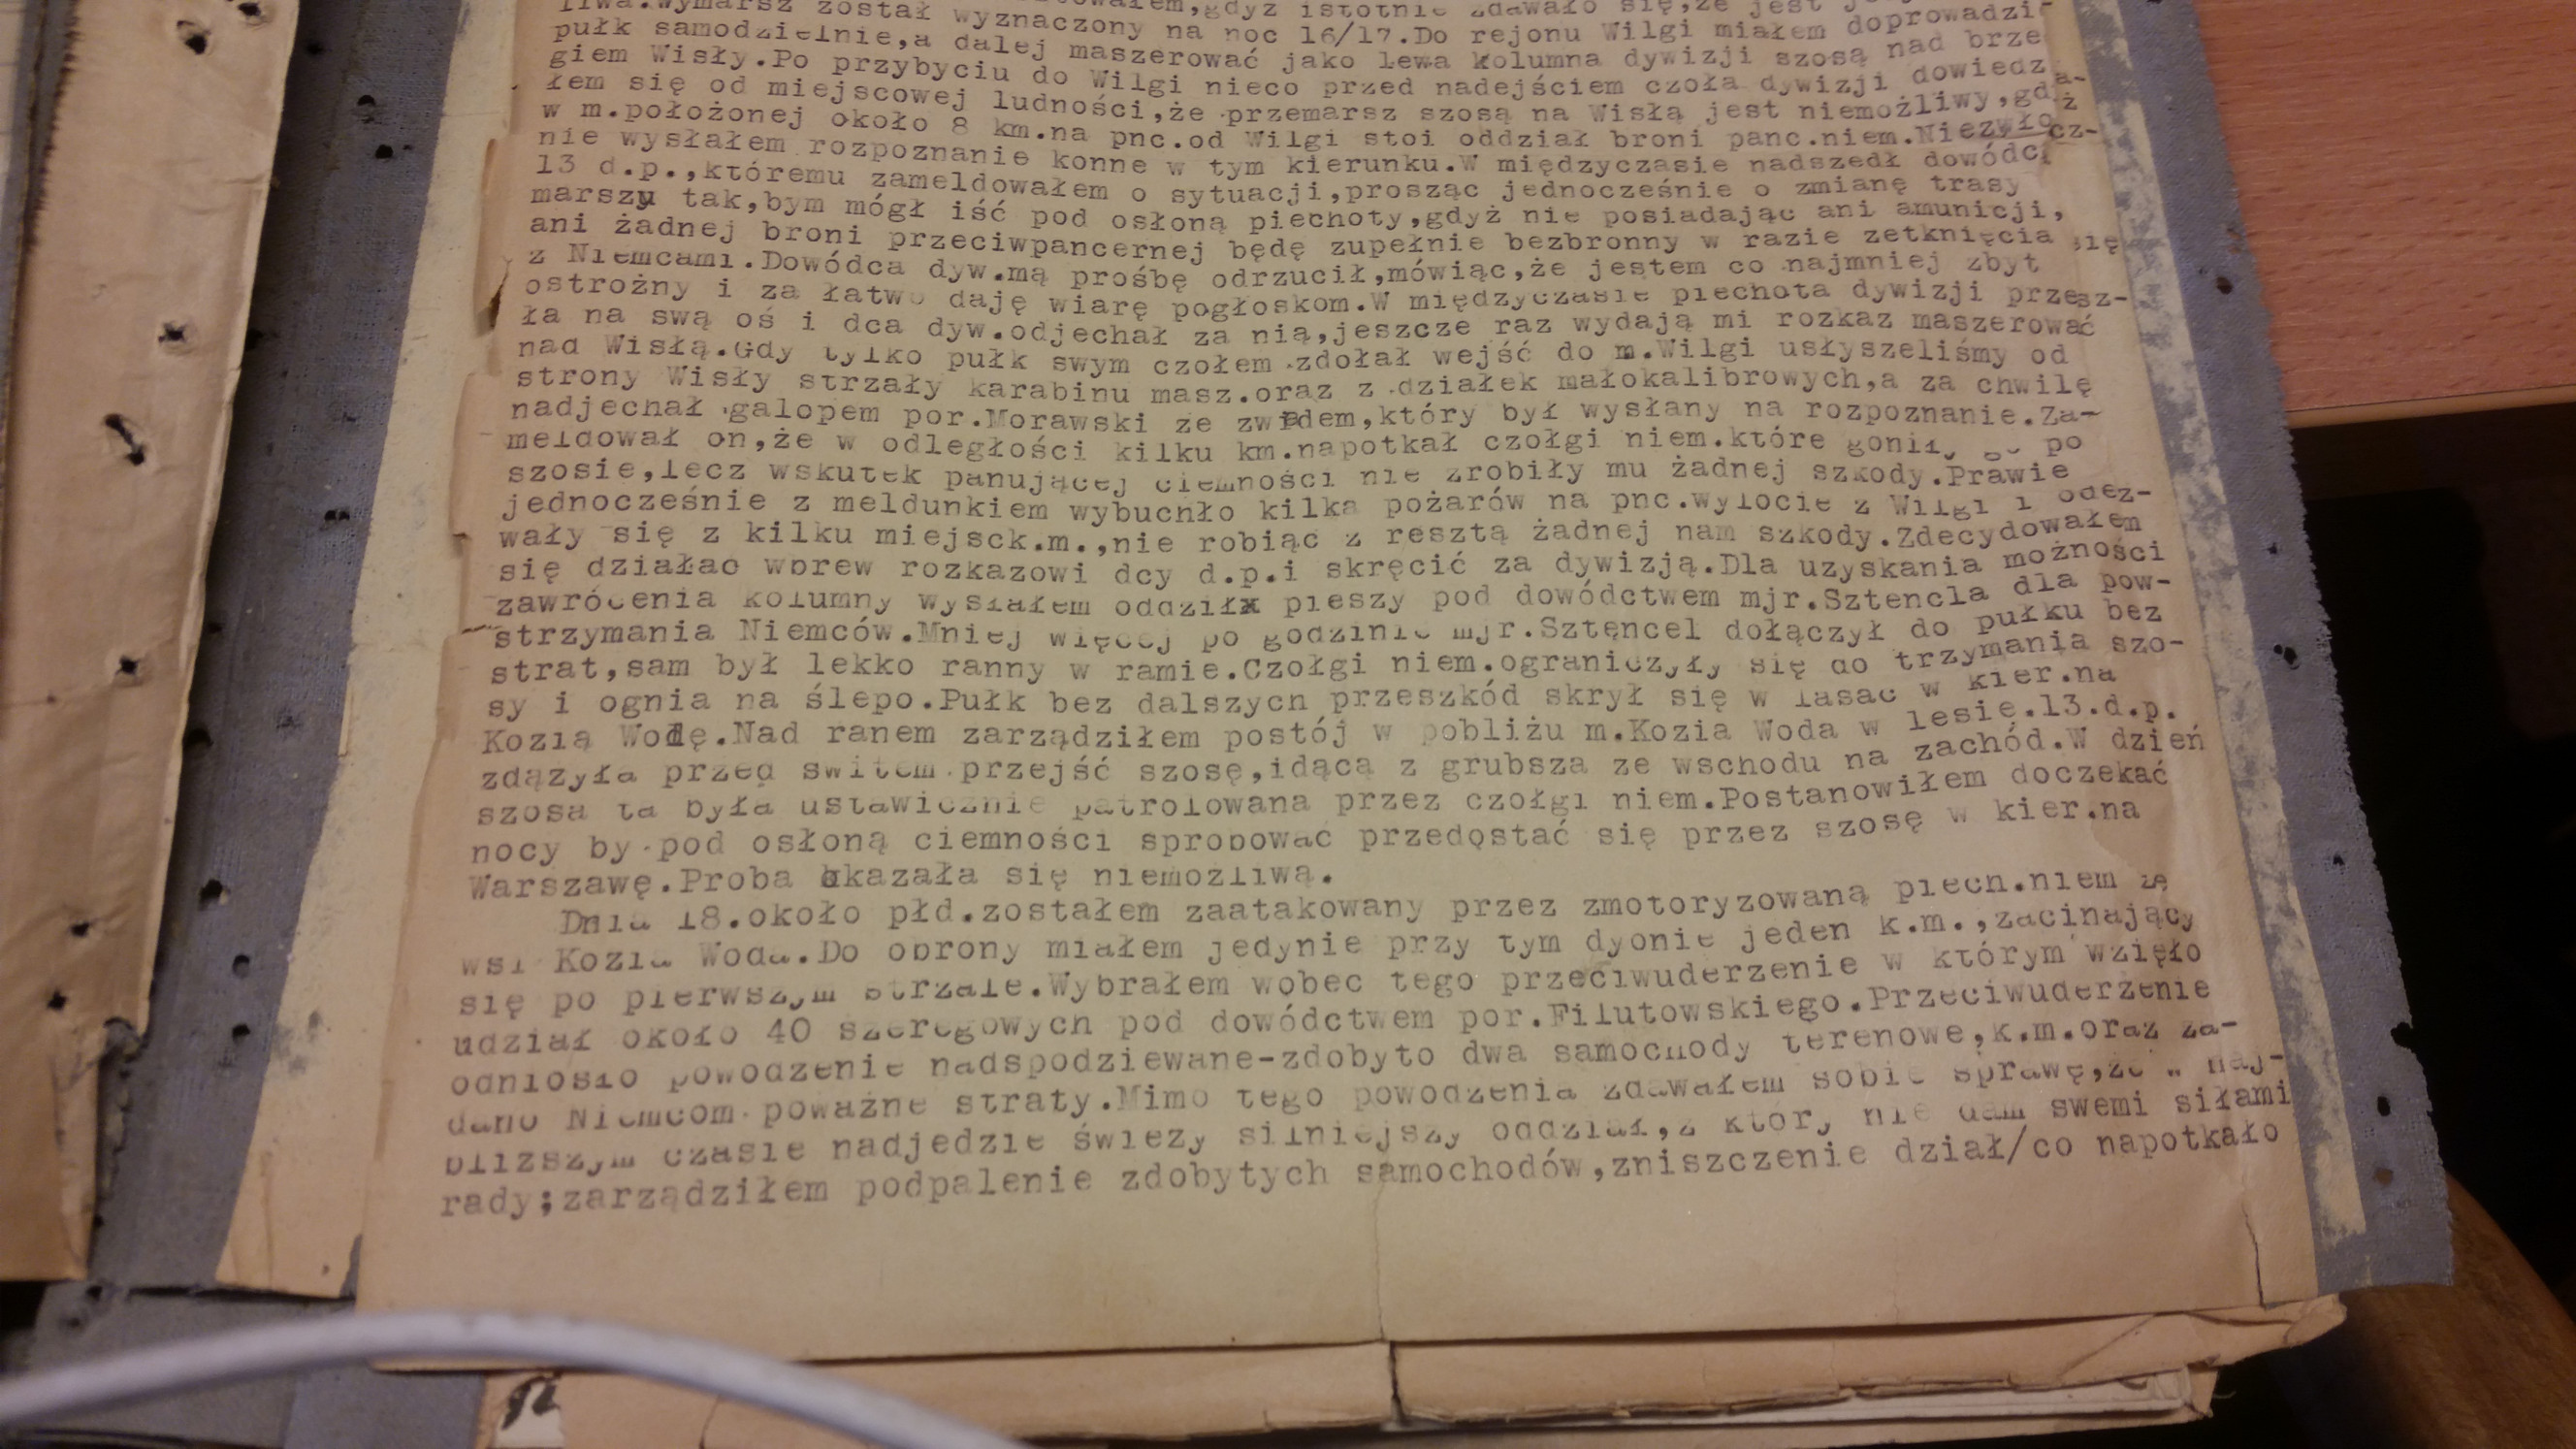 wymarsz został wyznaczony na noc 16/17.Do rejonu Wilgi miałem doprowadzić
pułk samodzielnie,a dalej maszerować jako lewa kolumna dywizji szosą nad brze
giem Wisły.Po przybyciu do Wilgi nieco przed nadejściem czoła dywizji dowiedzia-
łem się od miejscowej ludności,że przemarsz szosą na Wisłą jest niemożliwy,gdyż
w m.położonej około 8 km.na pnc.od Wilgi stoi oddział broni panc.niem.Niezwłocz-
nie wysłałem rozpoznanie konne w tym kierunku.W międzyczasie nadszedł dowódca
13 d.p.,któremu zameldowałem o sytuacji,prosząc jednocześnie o zmianę trasy
marszu tak,bym mógł iść pod osłoną piechoty,gdyż nie posiadając ani amunicji,
ani żadnej broni przeciwpancernej będę zupełnie bezbronny w razie zetknięcia się
z Niemcami.Dowódca dyw.mą prośbę odrzucił,mówiąc,że jestem co najmniej zbyt
ostrożny i za łatwo daję wiarę pogłoskom.W międzyczasie piechota dywizji przesz-
ła na swą oś i dca dyw.odjechał za nią,jeszcze raz wydają mi rozkaz maszerować
nad Wisłą.Gdy tylko pułk swym czołem zdołał wejść do m.Wilgi usłyszeliśmy od
strony Wisły strzały karabinu masz.oraz z działek małokalibrowych,a za chwilę
nadjechał galopem por.Morawski ze zwadem,który był wysłany na rozpoznanie.Za-
meldował on,że w odległości kilku km.napotkał czołgi niem.które goniły go po
szosie,lecz wskutek panującej ciemności nie zrobiły mu żadnej szkody.Prawie
jednocześnie z meldunkiem wybuchło kilka pożarów na pnc.wylocie z Wilgi i odez-
wały się z kilku miejsck.m.,nie robiąc z resztą żadnej nam szkody.Zdecydowałem
się działac wbrew rozkazowi dcy d.p.i skręcić za dywizją.Dla uzyskania możności
zawrócenia kolumny wysłałem oddziłx pieszy pod dowódctwem mjr.Sztencla dla pow-
strzymania Niemców.Mniej więcej po godzinie mjr.Sztęncel dołączył do pułku bez
strat,sam był lekko ranny w ramie.Czołgi niem.ograniczyły się do trzymania szo-
sy i ognia na ślepo.Pułk bez dalszych przeszkód skrył się w lasac w kier.na
Kozią Wodę.Nad ranem zarządziłem postój w pobliżu m.Kozia Woda w lesie.13.d.p.
zdążyła przed switem przejść szosę,idącą z grubsza ze wschodu na zachód.W dzień
szosa ta była ustawicznie patrolowana przez czołgi niem.Postanowiłem doczekać
nocy by pod osłoną ciemności sprobować przedostać się przez szosę w kier.na
Warszawę.Proba okazała się niemożliwą.
Dnia 18.około płd.zostałem zaatakowany przez zmotoryzowaną piech.niem ze
wsi Kozia Woda.Do obrony miałem jedynie przy tym dyonie jeden k.m.,zacinający
się po pierwszym strzale.Wybrałem wobec tego przeciwuderzenie w którym wzięło
udział około 40 szeregowych pod dowództwem por.Filutowskiego.Przeciwuderzenie
odniosło powodzenie nadspodziewane-zdobyto dwa samochody terenowe,k.m.oraz za-
dano Niemcom poważne straty.Mimo tego powodzenia zdawałem sobie sprawę,że w naj-
bliższym czasie nadjedzie świezy silniejszy oddział,z który nie dam swemi siłami
rady;zarządziłem podpalenie zdobytych samochodów,zniszczenie dział/co napotkało